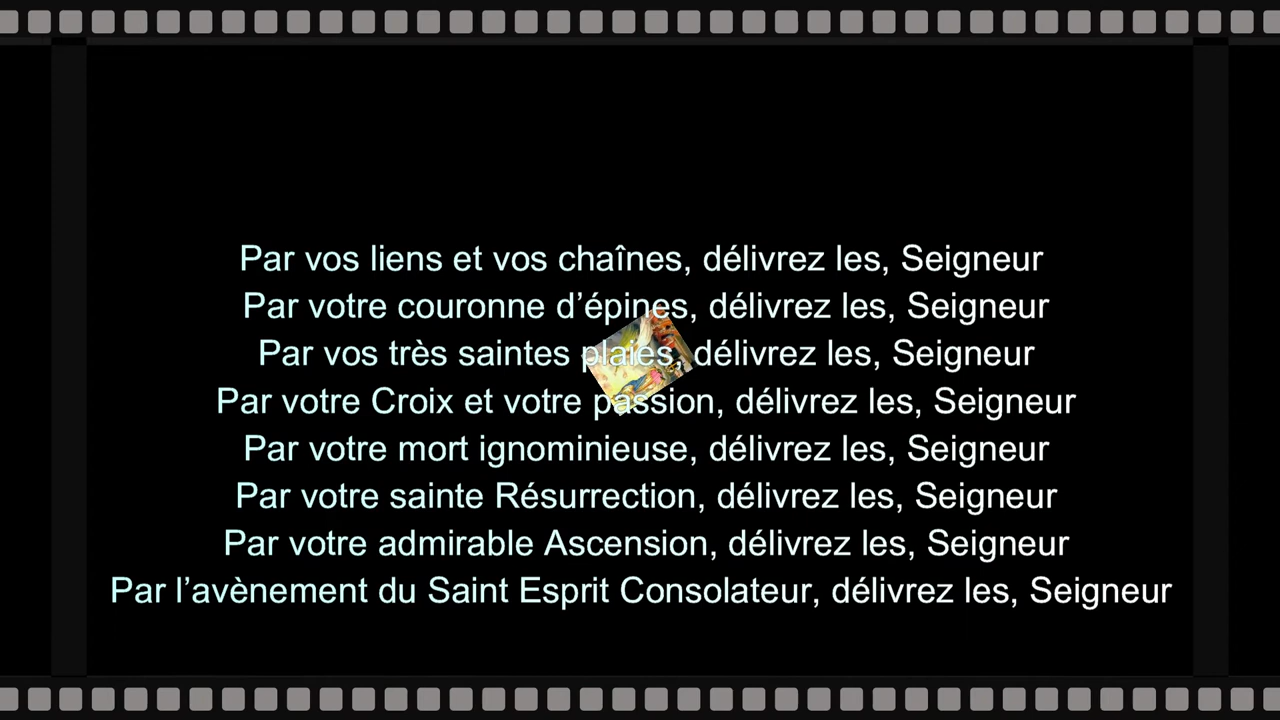 Par vos liens et vos chaînes, délivrez les, Seigneur
Par votre couronne d’épines, délivrez les, Seigneur
Par vos très saintes plaies, délivrez les, Seigneur
Par votre Croix et votre passion, délivrez les, Seigneur
Par votre mort ignominieuse, délivrez les, Seigneur
Par votre sainte Résurrection, délivrez les, Seigneur
Par votre admirable Ascension, délivrez les, Seigneur
Par l’avènement du Saint Esprit Consolateur, délivrez les, Seigneur